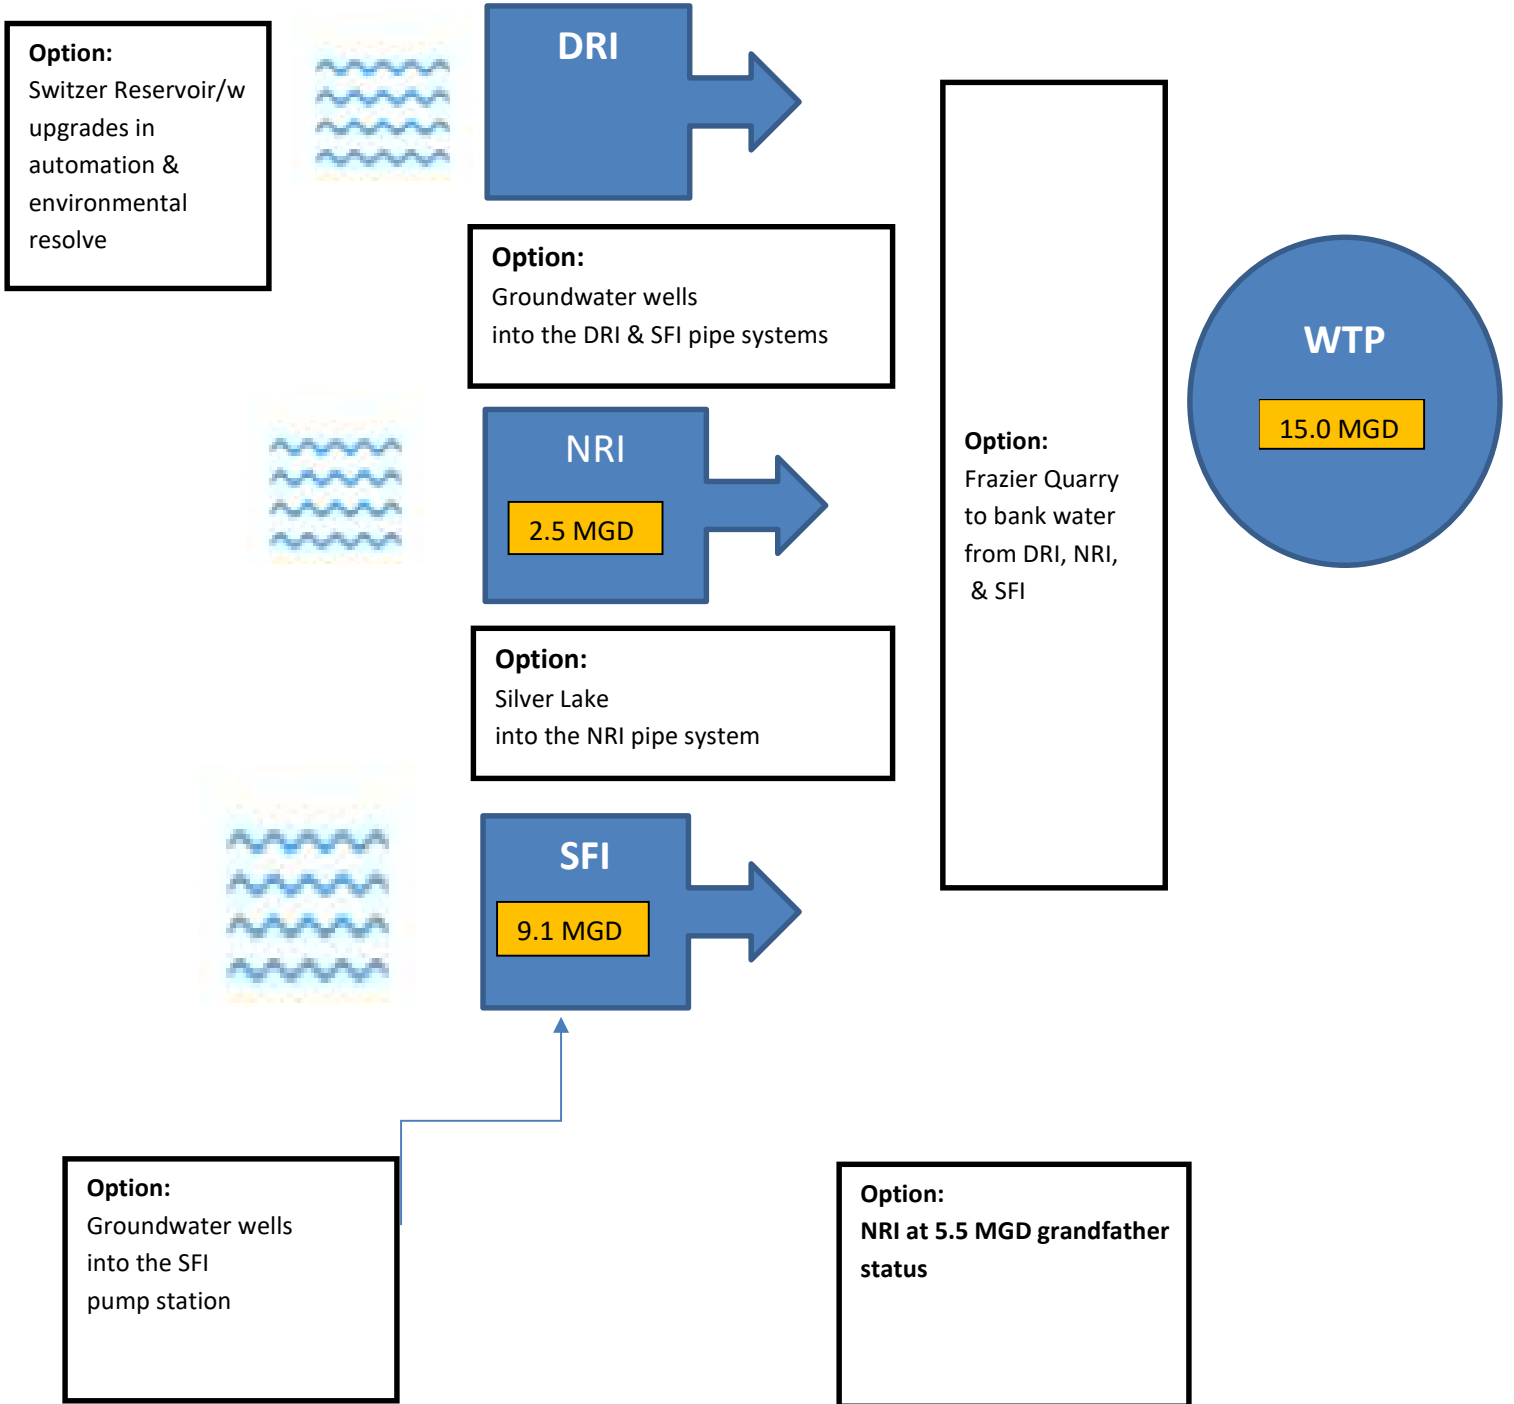 Option:
Switzer Reservoir/w
upgrades in
automation &
environmental
resolve
DRI
Option:
Groundwater wells
into the DRI & SFI pipe systems
NRI
2.5 MGD
Option:
Silver Lake
into the NRI pipe system
SFI
9.1 MGD
Option:
Frazier Quarry
to bank water
from DRI, NRI,
& SFI
WTP
15.0 MGD
Option:
Groundwater wells
into the SFI
pump station
Option:
NRI at 5.5 MGD grandfather
status